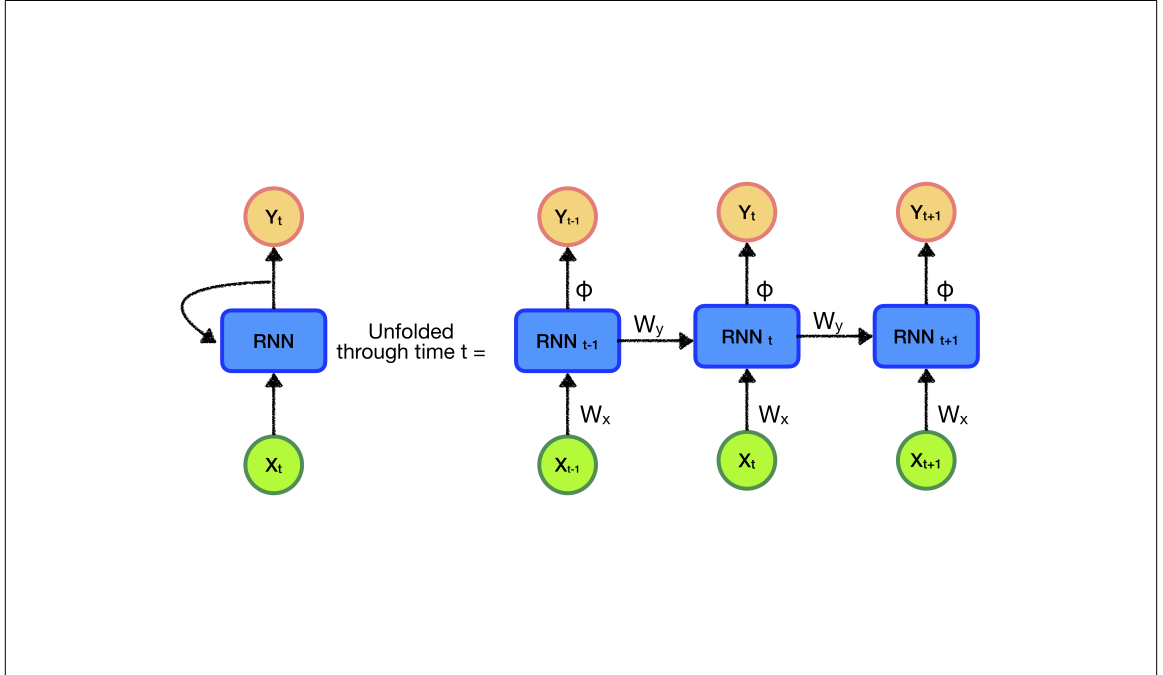 Yt
Yt-1
Yt
Yt+1
Φ
Φ
Φ
RNN
Unfolded
through time t =
RNN t-1
Wy
RNN t
Wy
RNN t+1
Wx
Wx
Wx
Xt
Xt-1
Xt
Xt+1